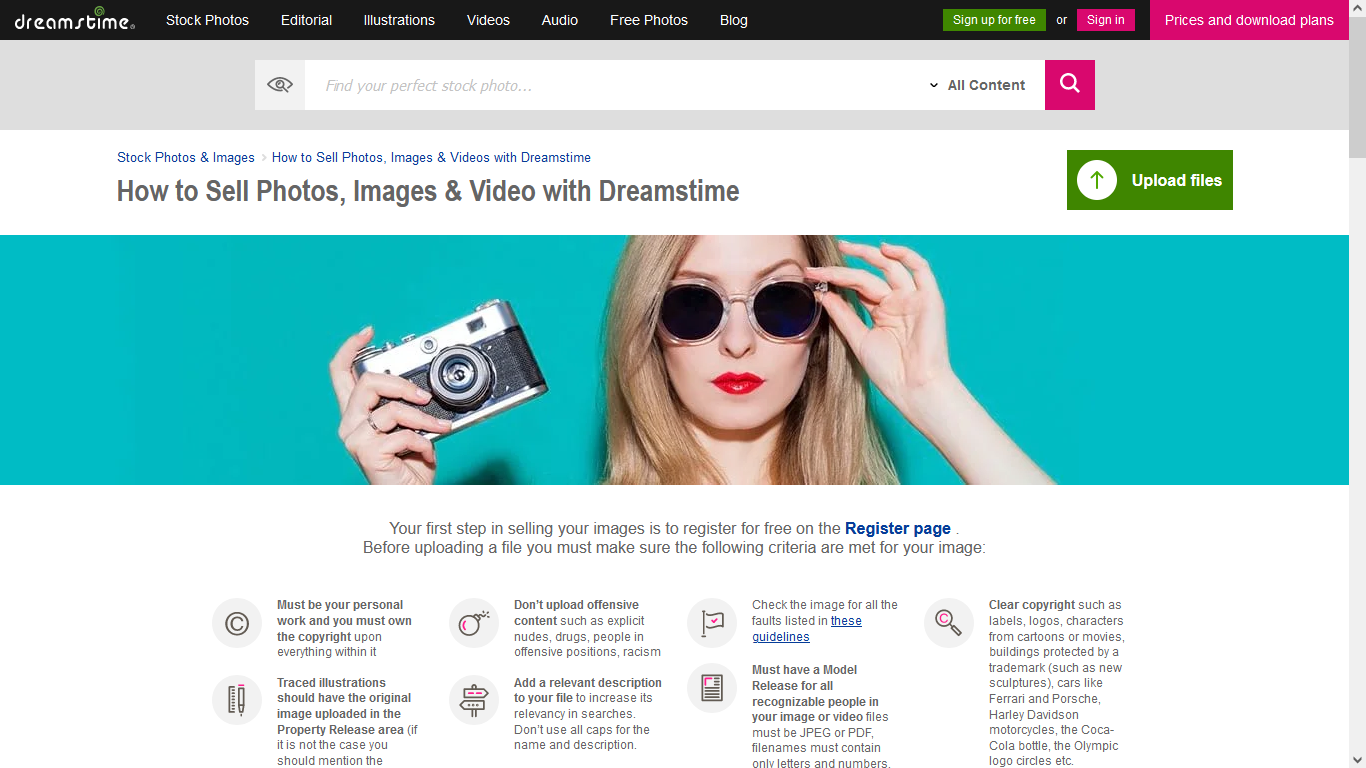 dreamstime
Stock Photos
Editorial
Illustrations
Videos
Audio
Free Photos
Blog
Sign up for free
or
Sign in
Prices and download plans
Find your perfect stock photo...
All Content
Stock Photos & Images
How to Sell Photos, Images & Videos with Dreamstime
How to Sell Photos, Images & Video with Dreamstime
Upload files
Your first step in selling your images is to register for free on the Register page .
Before uploading a file you must make sure the following criteria are met for your image:
Must be your personal
work and you must own
the copyright upon
everything within it
Traced illustrations
should have the original
image uploaded in the
Property Release area (if
it is not the case you
should mention the
Don't upload offensive
content such as explicit
nudes, drugs, people in
offensive positions, racism
Add a relevant description
to your file to increase its
relevancy in searches.
Don't use all caps for the
name and description.
Check the image for all the
faults listed in these
guidelines
Must have a Model
Release for all
recognizable people in
your image or video files
must be JPEG or PDF,
filenames must contain
only letters and numbers.
Clear copyright such as
labels, logos, characters
from cartoons or movies,
buildings protected by a
trademark (such as new
sculptures), cars like
Ferrari and Porsche,
Harley Davidson
motorcycles, the Coca-
Cola bottle, the Olympic
logo circles etc.